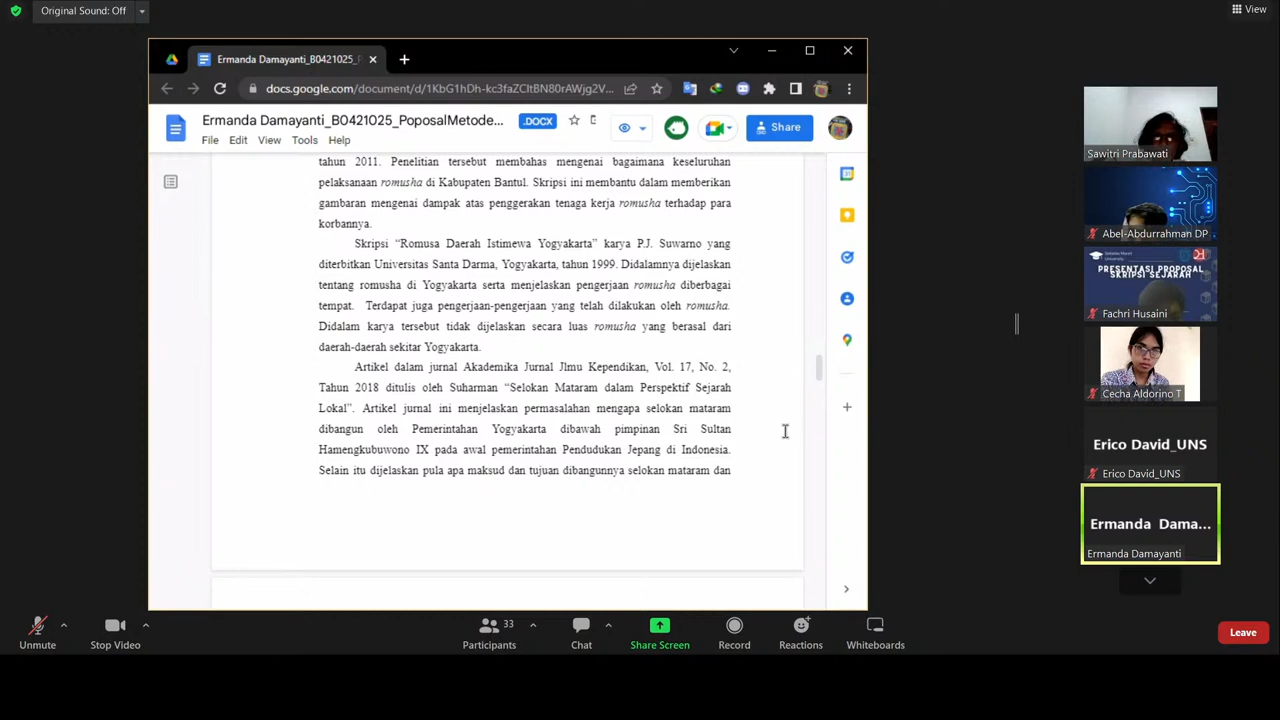 Original Sound: Off
View
Ermanda Damayanti_B0421025_P
docs.google.com/document/d/1KbG1hDh-kc3faZCltBN80rAWjg2V...
Ermanda Damayanti_B0421025_PoposalMetode...
.DOCX
Share
File Edit View Tools Help
tahun 2011. Penelitian tersebut membahas mengenai bagaimana keseluruhan
pelaksanaan romusha di Kabupaten Bantul. Skripsi ini membantu dalam memberikan
gambaran mengenai dampak atas penggerakan tenaga kerja romusha terhadap para
korbannya.
Skripsi “Romusa Daerah Istimewa Yogyakarta” karya P.J. Suwarno yang
diterbitkan Universitas Santa Darma, Yogyakarta, tahun 1999. Didalamnya dijelaskan
tentang romusha di Yogyakarta serta menjelaskan pengerjaan romusha diberbagai
tempat. Terdapat juga pengerjaan-pengerjaan yang telah dilakukan oleh romusha.
Didalam karya tersebut tidak dijelaskan secara luas romusha yang berasal dari
daerah-daerah sekitar Yogyakarta.
Artikel dalam jurnal Akademika Jurnal Jlmu Kependikan, Vol. 17, No. 2,
Tahun 2018 ditulis oleh Suharman “Selokan Mataram dalam Perspektif Sejarah
Lokal”. Artikel jurnal ini menjelaskan permasalahan mengapa selokan mataram
dibangun oleh Pemerintahan Yogyakarta dibawah pimpinan Sri Sultan
Hamengkubuwono IX pada awal pemerintahan Pendudukan Jepang di Indonesia.
Selain itu dijelaskan pula apa maksud dan tujuan dibangunnya selokan mataram dan
Sawitri Prabawati
Abel-Abdurrahman DP
PRESENTASI PROPOSAL
SKRIPSI SEJARAH
Fachri Husaini
Cecha Aldorino T
Erico David_UNS
Erico David_UNS
Ermanda Dama...
Ermanda Damayanti
Unmute
Stop Video
Participants
33
Chat
Share Screen
Record
Reactions
Whiteboards
Leave